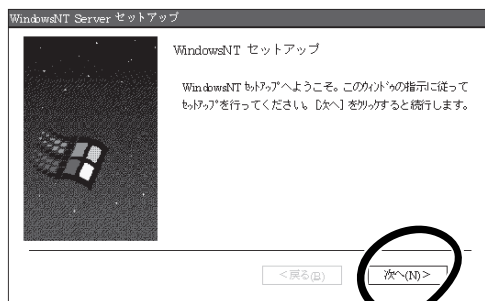 WindowsNT Server セットアップ
WindowsNT セットアップ
WindowsNT ｾｯﾄｱｯﾌﾟへようこそ。このｳｨﾝﾄﾞｳの指示に従って
ｾｯﾄｱｯﾌﾟを行ってください。[次へ] をｸﾘｯｸすると続行します。
<戻る(B)
次へ(N)>